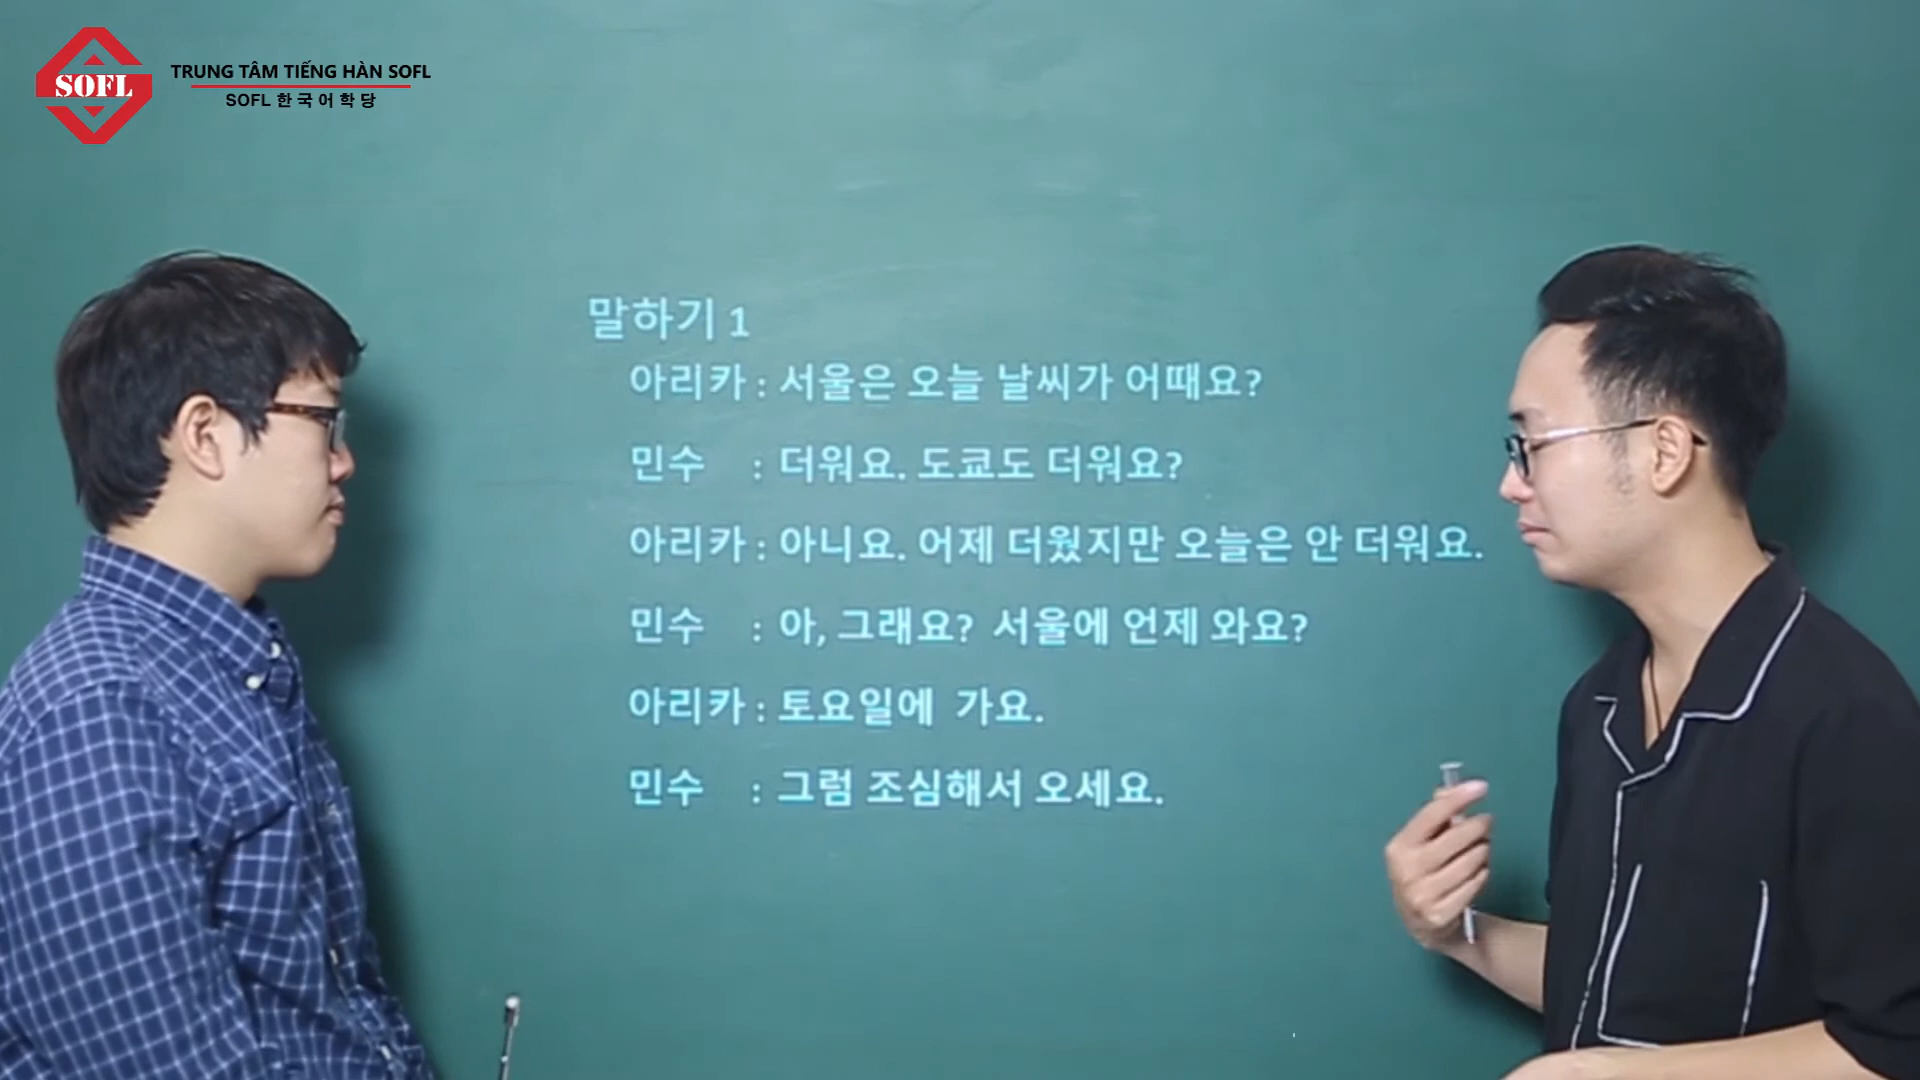 SOFL
TRUNG TÂM TIẾNG HÀN SOFL
SOFL 한국어학당
말하기 1
아리카 : 서울은 오늘 날씨가 어때요?
민수 : 더워요. 도쿄도 더워요?
아리카 : 아니요. 어제 더웠지만 오늘은 안 더워요.
민수 : 아, 그래요? 서울에 언제 와요?
아리카 : 토요일에 가요.
민수 : 그럼 조심해서 오세요.